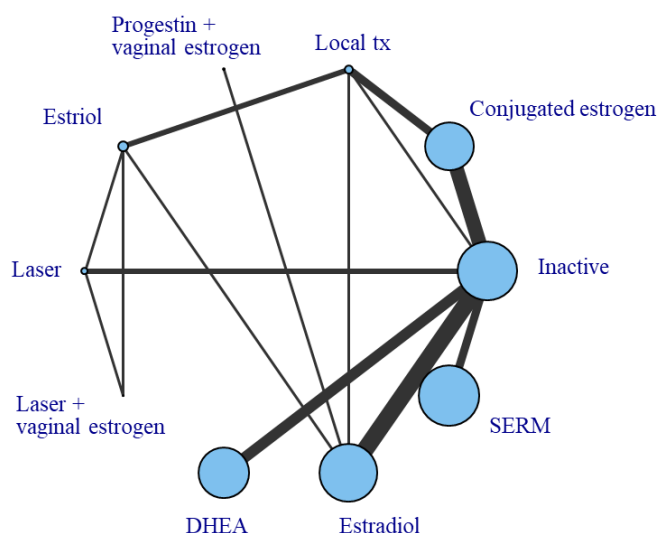 Progestin +
vaginal estrogen
Local tx
Estriol
Conjugated estrogen
Laser
Inactive
Laser +
vaginal estrogen
SERM
DHEA
Estradiol